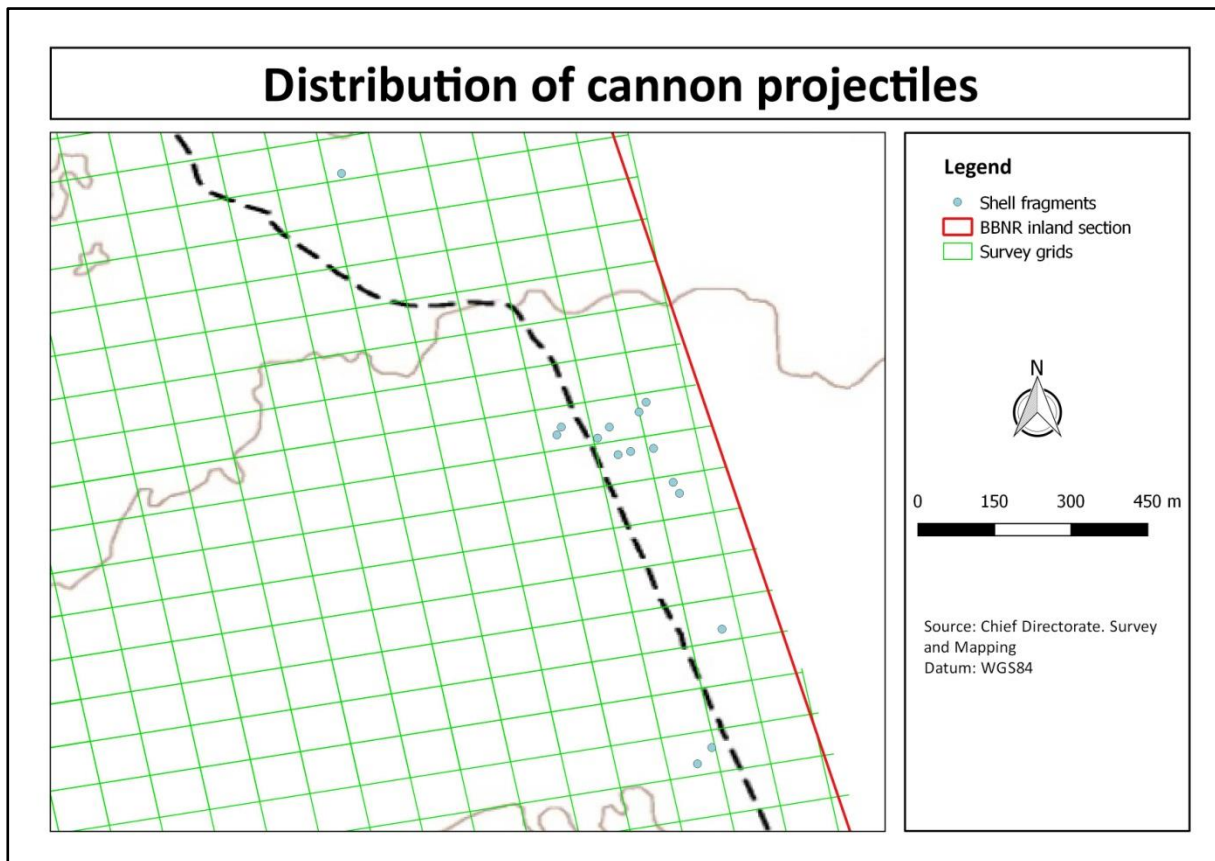 Distribution of cannon projectiles
Legend
Shell fragments
BBNR inland section
Survey grids
N
0 150 300 450 m
Source: Chief Directorate. Survey
and Mapping
Datum: WGS84